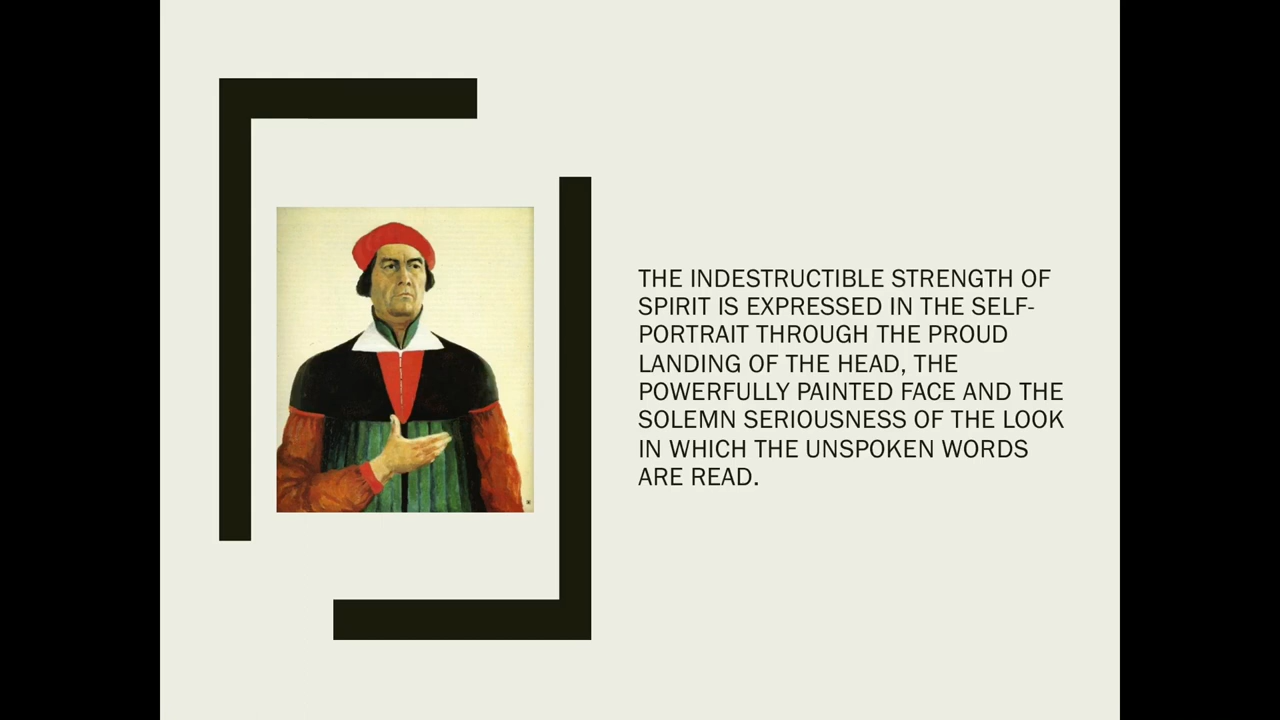 THE INDESTRUCTIBLE STRENGTH OF
SPIRIT IS EXPRESSED IN THE SELF-
PORTRAIT THROUGH THE PROUD
LANDING OF THE HEAD, THE
POWERFULLY PAINTED FACE AND THE
SOLEMN SERIOUSNESS OF THE LOOK
IN WHICH THE UNSPOKEN WORDS
ARE READ.